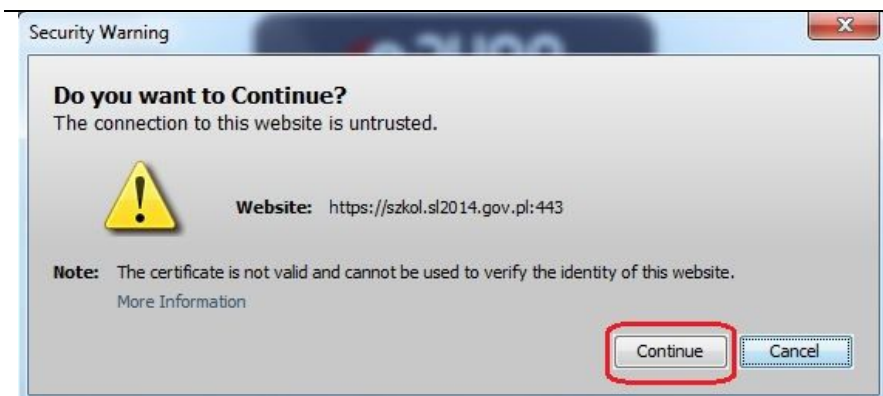 Security Warning
Do you want to Continue?
The connection to this website is untrusted.
Website: https://szkol.sl2014.gov.pl:443
Note: The certificate is not valid and cannot be used to verify the identity of this website.
More Information
Continue Cancel